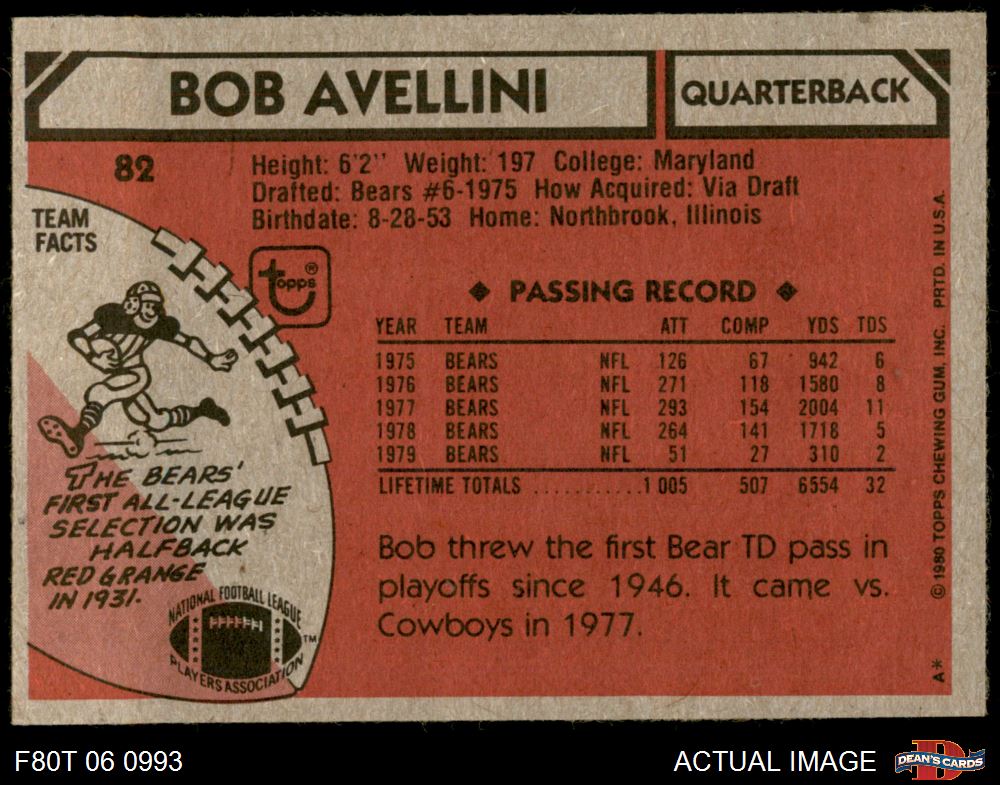 BOB AVELLINI
QUARTERBACK
82
Height: 6'2" Weight: 197 College: Maryland
Drafted: Bears #6-1975 How Acquired: Via Draft
Birthdate: 8-28-53 Home: Northbrook, Illinois
TEAM
FACTS
topps®
THE BEARS'
FIRST ALL-LEAGUE
SELECTION WAS
HALFBACK
RED GRANGE
IN 1931.
NATIONAL FOOTBALL LEAGUE
PLAYERS ASSOCIATION
TM
◆ PASSING RECORD ◆
YEAR TEAM ATT COMP YDS TDS
1975 BEARS NFL 126 67 942 6
1976 BEARS NFL 271 118 1580 8
1977 BEARS NFL 293 154 2004 11
1978 BEARS NFL 264 141 1718 5
1979 BEARS NFL 51 27 310 2
LIFETIME TOTALS ...........1 005 507 6554 32
Bob threw the first Bear TD pass in
playoffs since 1946. It came vs.
Cowboys in 1977.
A* © 1980 TOPPS CHEWING GUM, INC. PRTD. IN U.S.A.
F80T 06 0993
ACTUAL IMAGE
D
DEAN'S CARDS